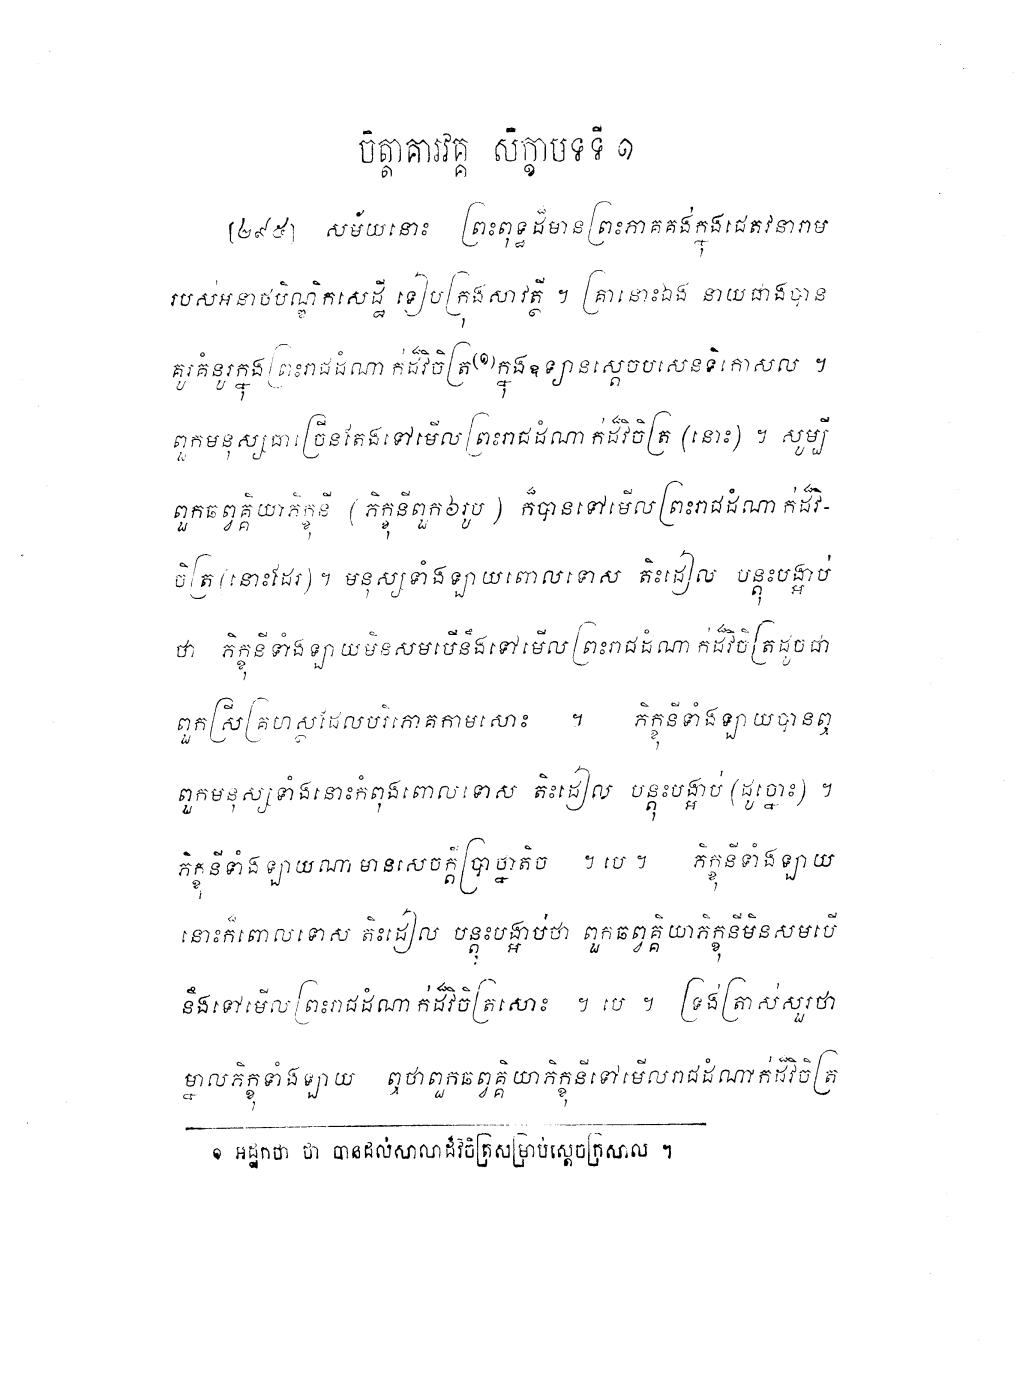 ចិត្តាគារវគ្គ សិក្ខាបទទី ១
[២៩៥] សម័យនោះ ព្រះពុទ្ធដ៏មានព្រះភាគគង់ក្នុងជេតវនារាម
របស់អនាថបិណ្ឌិកសេដ្ឋី ទៀបក្រុងសាវត្ថី ។ គ្រានោះឯង នាយជាងបាន
គូរគំនូរក្នុងព្រះរាជដំណាក់ដ៏វិចិត្រ(១)ក្នុងឧទ្យានស្តេចបសេនទិកោសល ។
ពួកមនុស្សជាច្រើនតែងទៅមើលព្រះរាជដំណាក់ដ៏វិចិត្រ (នោះ) ។ សូម្បី
ពួកឆព្វគ្គិយាភិក្ខុនី (ភិក្ខុនីពួក៦រូប) ក៏បានទៅមើលព្រះរាជដំណាក់ដ៏វិ-
ចិត្រ(នោះដែរ) ។ មនុស្សទាំងឡាយពោលទោស តិះដៀល បន្តុះបង្អាប់
ថា ភិក្ខុនីទាំងឡាយមិនសមបើនឹងទៅមើលព្រះរាជដំណាក់ដ៏វិចិត្រដូចជា
ពួកស្រីគ្រហស្ថដែលបរិភោគកាមសោះ ។ ភិក្ខុនីទាំងឡាយបានឮ
ពួកមនុស្សទាំងនោះកំពុងពោលទោស តិះដៀល បន្តុះបង្អាប់ (ដូច្នោះ) ។
ភិក្ខុនីទាំងឡាយណាមានសេចក្តីប្រាថ្នាតិច ។ បេ ។ ភិក្ខុនីទាំងឡាយ
នោះក៏ពោលទោស តិះដៀល បន្តុះបង្អាប់ថា ពួកឆព្វគ្គិយាភិក្ខុនីមិនសមបើ
នឹងទៅមើលព្រះរាជដំណាក់ដ៏វិចិត្រសោះ ។ បេ ។ ទ្រង់ត្រាស់សួរថា
ម្នាលភិក្ខុទាំងឡាយ ឮថាពួកឆព្វគ្គិយាភិក្ខុនីទៅមើលរាជដំណាក់ដ៏វិចិត្រ
១ អដ្ឋកថា ថា បានដល់សាលាដ៏វិចិត្រសម្រាប់ស្តេចក្រសាល ។